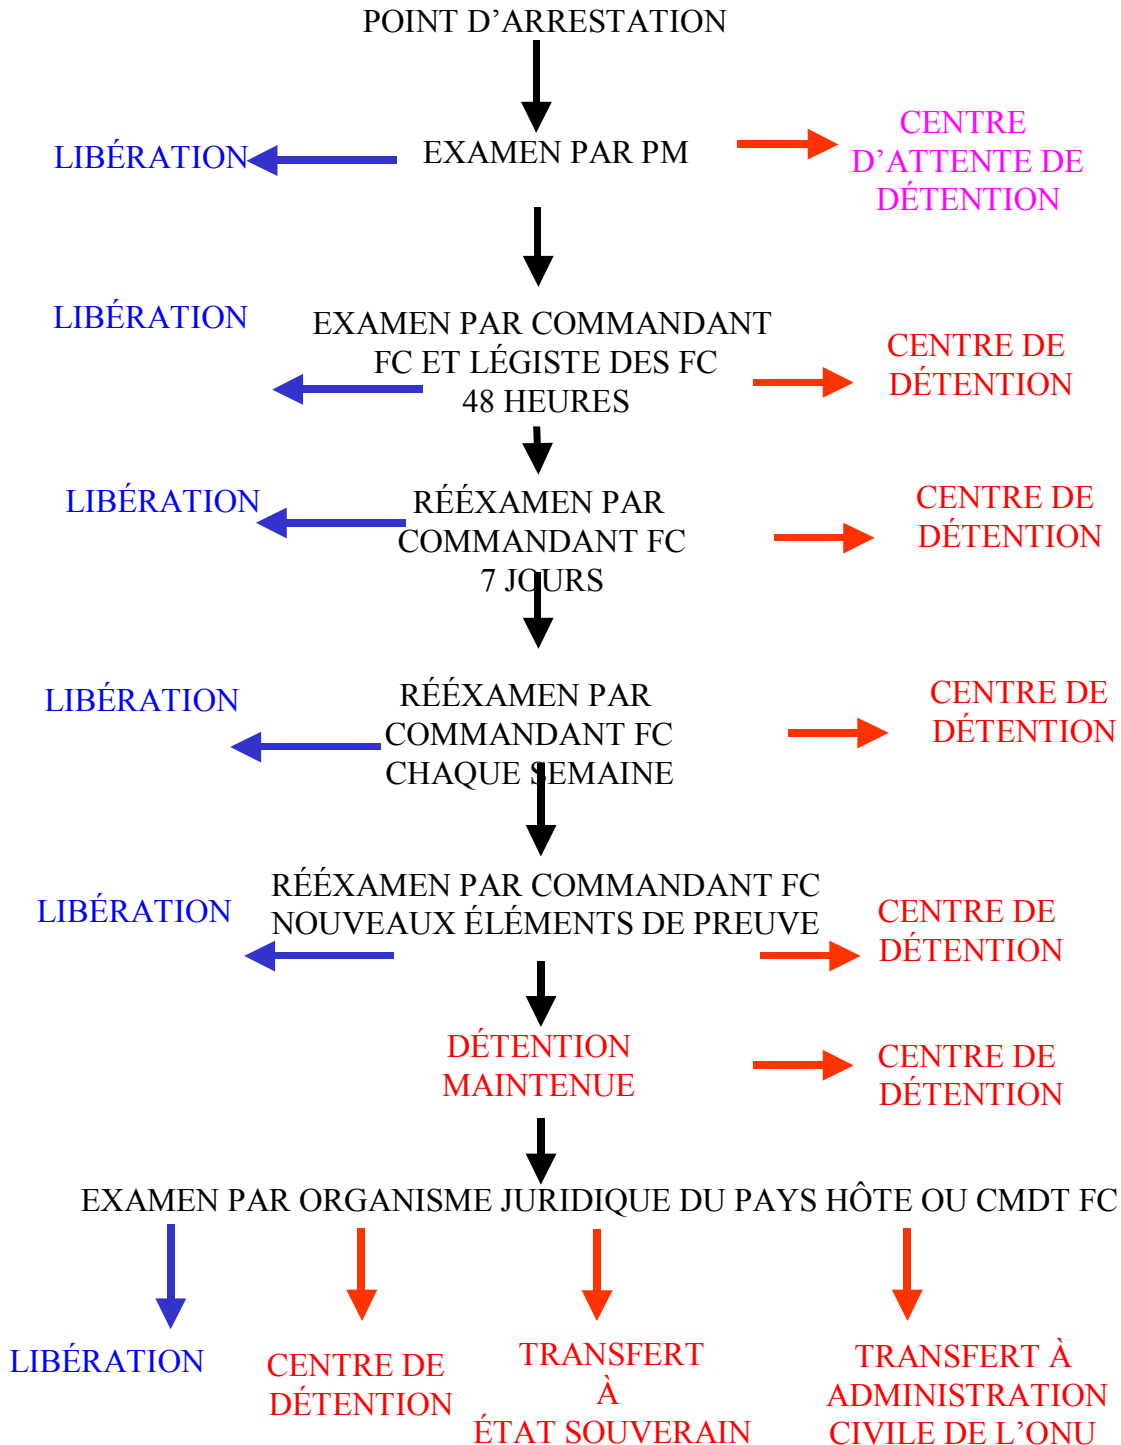 POINT D’ARRESTATION
LIBÉRATION
EXAMEN PAR PM
CENTRE
D’ATTENTE DE
DÉTENTION
LIBÉRATION
EXAMEN PAR COMMANDANT
FC ET LÉGISTE DES FC
48 HEURES
CENTRE DE
DÉTENTION
LIBÉRATION
RÉÉXAMEN PAR
COMMANDANT FC
7 JOURS
CENTRE DE
DÉTENTION
LIBÉRATION
RÉÉXAMEN PAR
COMMANDANT FC
CHAQUE SEMAINE
CENTRE DE
DÉTENTION
LIBÉRATION
RÉÉXAMEN PAR COMMANDANT FC
NOUVEAUX ÉLÉMENTS DE PREUVE
CENTRE DE
DÉTENTION
DÉTENTION
MAINTENUE
CENTRE DE
DÉTENTION
EXAMEN PAR ORGANISME JURIDIQUE DU PAYS HÔTE OU CMDT FC
LIBÉRATION
CENTRE DE
DÉTENTION
TRANSFERT
À
ÉTAT SOUVERAIN
TRANSFERT À
ADMINISTRATION
CIVILE DE L’ONU